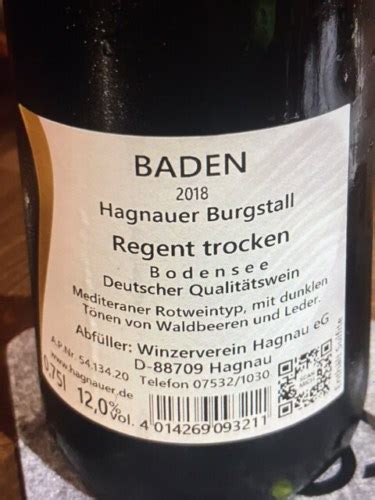 BADEN
2018
Hagnauer Burgstall
Regent trocken
Bodensee
Deutscher Qualitätswein
Mediteraner Rotweintyp, mit dunklen
Tönen von Waldbeeren und Leder.
Abfüller: Winzerverein Hagnau eG
D-88709 Hagnau
Telefon 07532/1030
A.P.Nr. 54.134.20
www.hagnauer.de
0,75l 12,0%vol.
4 014269 093211
Enthält Sulfite